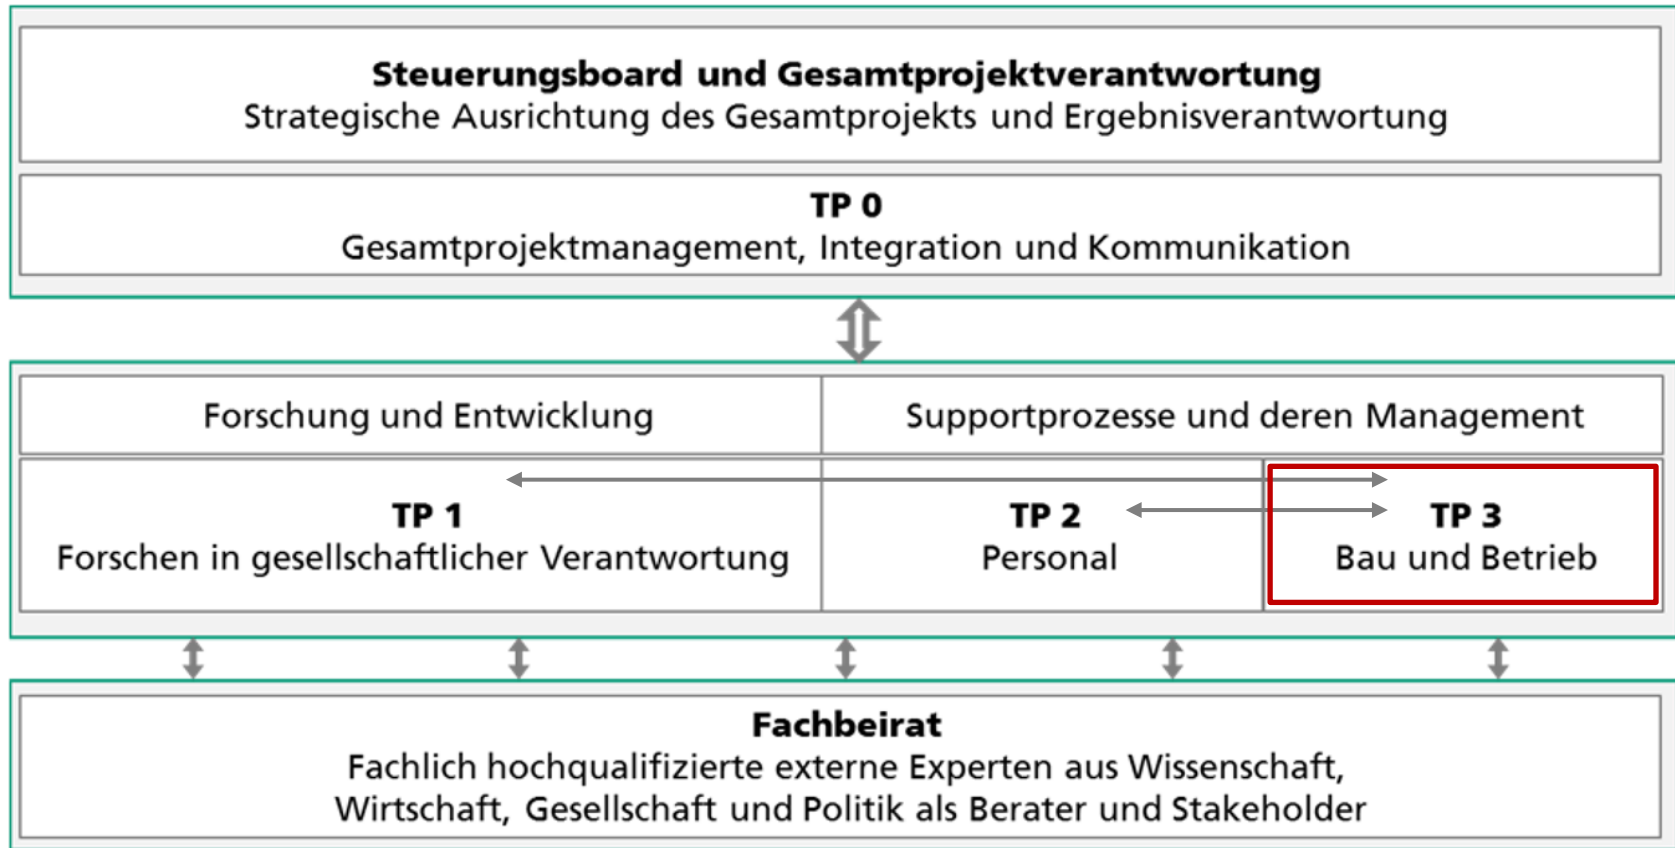 Steuerungsboard und Gesamtprojektverantwortung
Strategische Ausrichtung des Gesamtprojekts und Ergebnisverantwortung
TP 0
Gesamtprojektmanagement, Integration und Kommunikation
Forschung und Entwicklung
Supportprozesse und deren Management
TP 1
Forschen in gesellschaftlicher Verantwortung
TP 2
Personal
TP 3
Bau und Betrieb
Fachbeirat
Fachlich hochqualifizierte externe Experten aus Wissenschaft,
Wirtschaft, Gesellschaft und Politik als Berater und Stakeholder